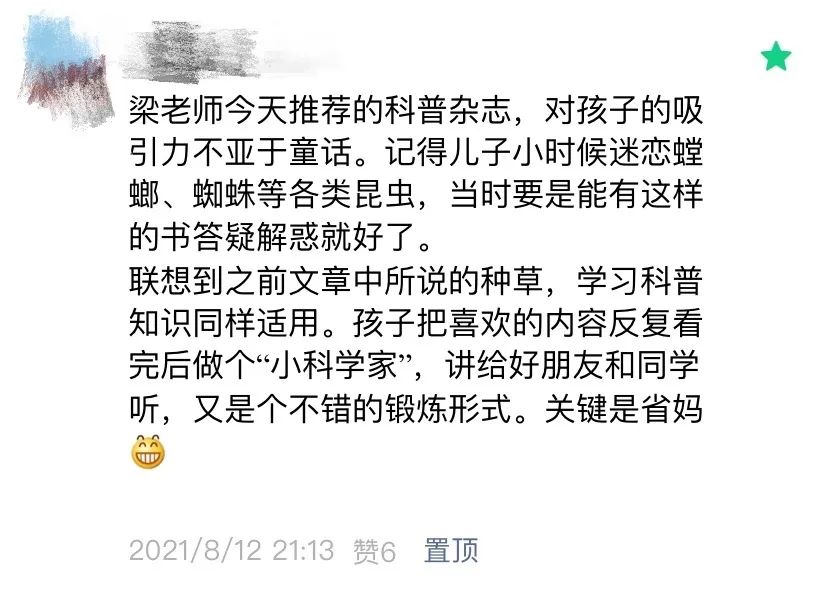 梁老师今天推荐的科普杂志，对孩子的吸
引力不亚于童话。记得儿子小时候迷恋螳
螂、蜘蛛等各类昆虫，当时要是能有这样
的书答疑解惑就好了。
联想到之前文章中所说的种草，学习科普
知识同样适用。孩子把喜欢的内容反复看
完后做个“小科学家”，讲给好朋友和同学
听，又是个不错的锻炼形式。关键是省妈
😁
2021/8/12 21:13 赞6 置顶